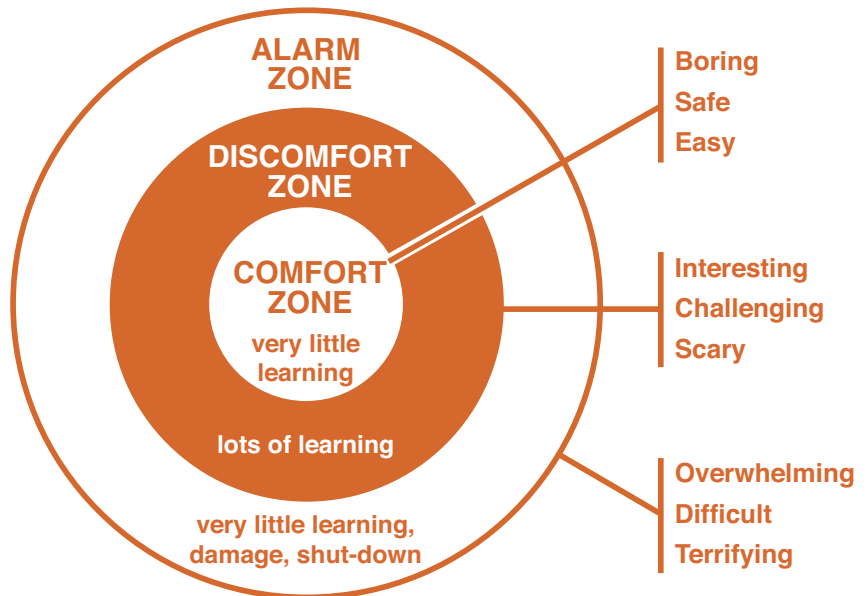 ALARM
ZONE
DISCOMFORT
ZONE
COMFORT
ZONE
very little
learning
lots of learning
very little learning,
damage, shut-down
Boring
Safe
Easy
Interesting
Challenging
Scary
Overwhelming
Difficult
Terrifying